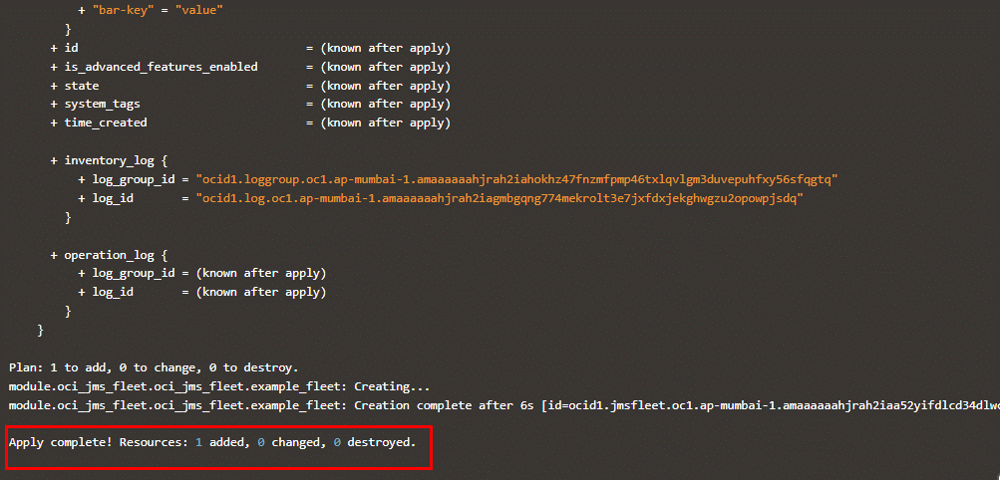 + "bar-key" = "value"
}
+ id = (known after apply)
+ is_advanced_features_enabled = (known after apply)
+ state = (known after apply)
+ system_tags = (known after apply)
+ time_created = (known after apply)
+ inventory_log {
+ log_group_id = "ocid1.loggroup.oc1.ap-mumbai-1.amaaaaaahjrah2iahokhz47fnzmfpmp46txlqvlgm3duvepuhfxy56sfqgtq"
+ log_id = "ocid1.log.oc1.ap-mumbai-1.amaaaaaahjrah2iagmbgqng774mekrolt3e7jxfdxjekghwgzu2opowpjsdq"
}
+ operation_log {
+ log_group_id = (known after apply)
+ log_id = (known after apply)
}
}
Plan: 1 to add, 0 to change, 0 to destroy.
module.oci_jms_fleet.oci_jms_fleet.example_fleet: Creating...
module.oci_jms_fleet.oci_jms_fleet.example_fleet: Creation complete after 6s [id=ocid1.jmsfleet.oc1.ap-mumbai-1.amaaaaaahjrah2iaa52yifdlcd34dlwc
Apply complete! Resources: 1 added, 0 changed, 0 destroyed.